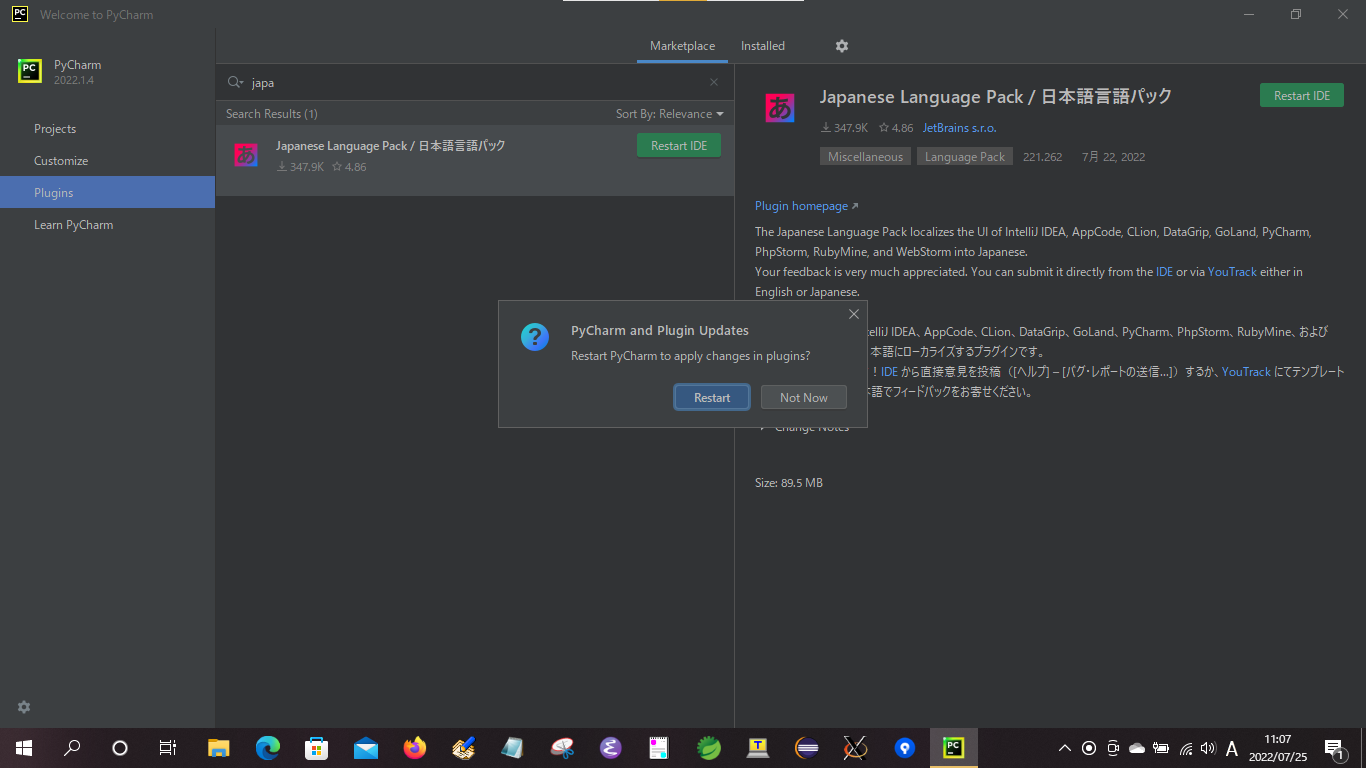 PC Welcome to PyCharm
PC PyCharm
2022.1.4
Projects
Customize
Plugins
Learn PyCharm
Marketplace Installed
japa
Search Results (1) Sort By: Relevance
あ Japanese Language Pack / 日本語言語パック Restart IDE
347.9K 4.86
あ Japanese Language Pack / 日本語言語パック Restart IDE
347.9K 4.86 JetBrains s.r.o.
Miscellaneous Language Pack 221.262 7月 22, 2022
Plugin homepage
The Japanese Language Pack localizes the UI of IntelliJ IDEA, AppCode, CLion, DataGrip, GoLand, PyCharm,
PhpStorm, RubyMine, and WebStorm into Japanese.
Your feedback is very much appreciated. You can submit it directly from the IDE or via YouTrack either in
English or Japanese.
telliJ IDEA、AppCode、CLion、DataGrip、GoLand、PyCharm、PhpStorm、RubyMine、および
本語にローカライズするプラグインです。
！IDE から直接意見を投稿（[ヘルプ] – [バグ・レポートの送信...]）するか、YouTrack にてテンプレート
語でフィードバックをお寄せください。
Change Notes
Size: 89.5 MB
PyCharm and Plugin Updates
Restart PyCharm to apply changes in plugins?
Restart Not Now
T PC A 11:07
2022/07/25 1